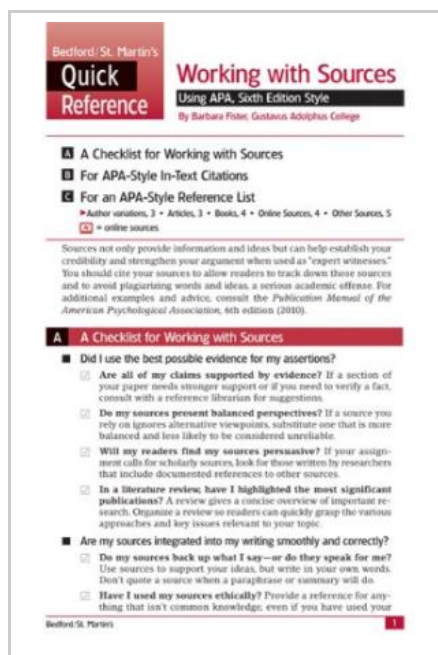 Bedford/St. Martin's
Quick
Reference
Working with Sources
Using APA, Sixth Edition Style
By Barbara Fister, Gustavus Adolphus College
A A Checklist for Working with Sources
B For APA-Style In-Text Citations
C For an APA-Style Reference List
▶Author variations, 3 • Articles, 3 • Books, 4 • Online Sources, 4 • Other Sources, 5
= online sources
Sources not only provide information and ideas but can help establish your
credibility and strengthen your argument when used as "expert witnesses."
You should cite your sources to allow readers to track down those sources
and to avoid plagiarizing words and ideas, a serious academic offense. For
additional examples and advice, consult the Publication Manual of the
American Psychological Association, 6th edition (2010).
A A Checklist for Working with Sources
■ Did I use the best possible evidence for my assertions?
☑ Are all of my claims supported by evidence? If a section of
your paper needs stronger support or if you need to verify a fact,
consult with a reference librarian for suggestions.
☑ Do my sources present balanced perspectives? If a source you
rely on ignores alternative viewpoints, substitute one that is more
balanced and less likely to be considered unreliable.
☑ Will my readers find my sources persuasive? If your assign-
ment calls for scholarly sources, look for those written by researchers
that include documented references to other sources.
☑ In a literature review, have I highlighted the most significant
publications? A review gives a concise overview of important re-
search. Organize a review so readers can quickly grasp the various
approaches and key issues relevant to your topic.
■ Are my sources integrated into my writing smoothly and correctly?
☑ Do my sources back up what I say—or do they speak for me?
Use sources to support your ideas, but write in your own words.
Don't quote a source when a paraphrase or summary will do.
☑ Have I used my sources ethically? Provide a reference for any-
thing that isn't common knowledge, even if you have used your
Bedford/St. Martin's 1